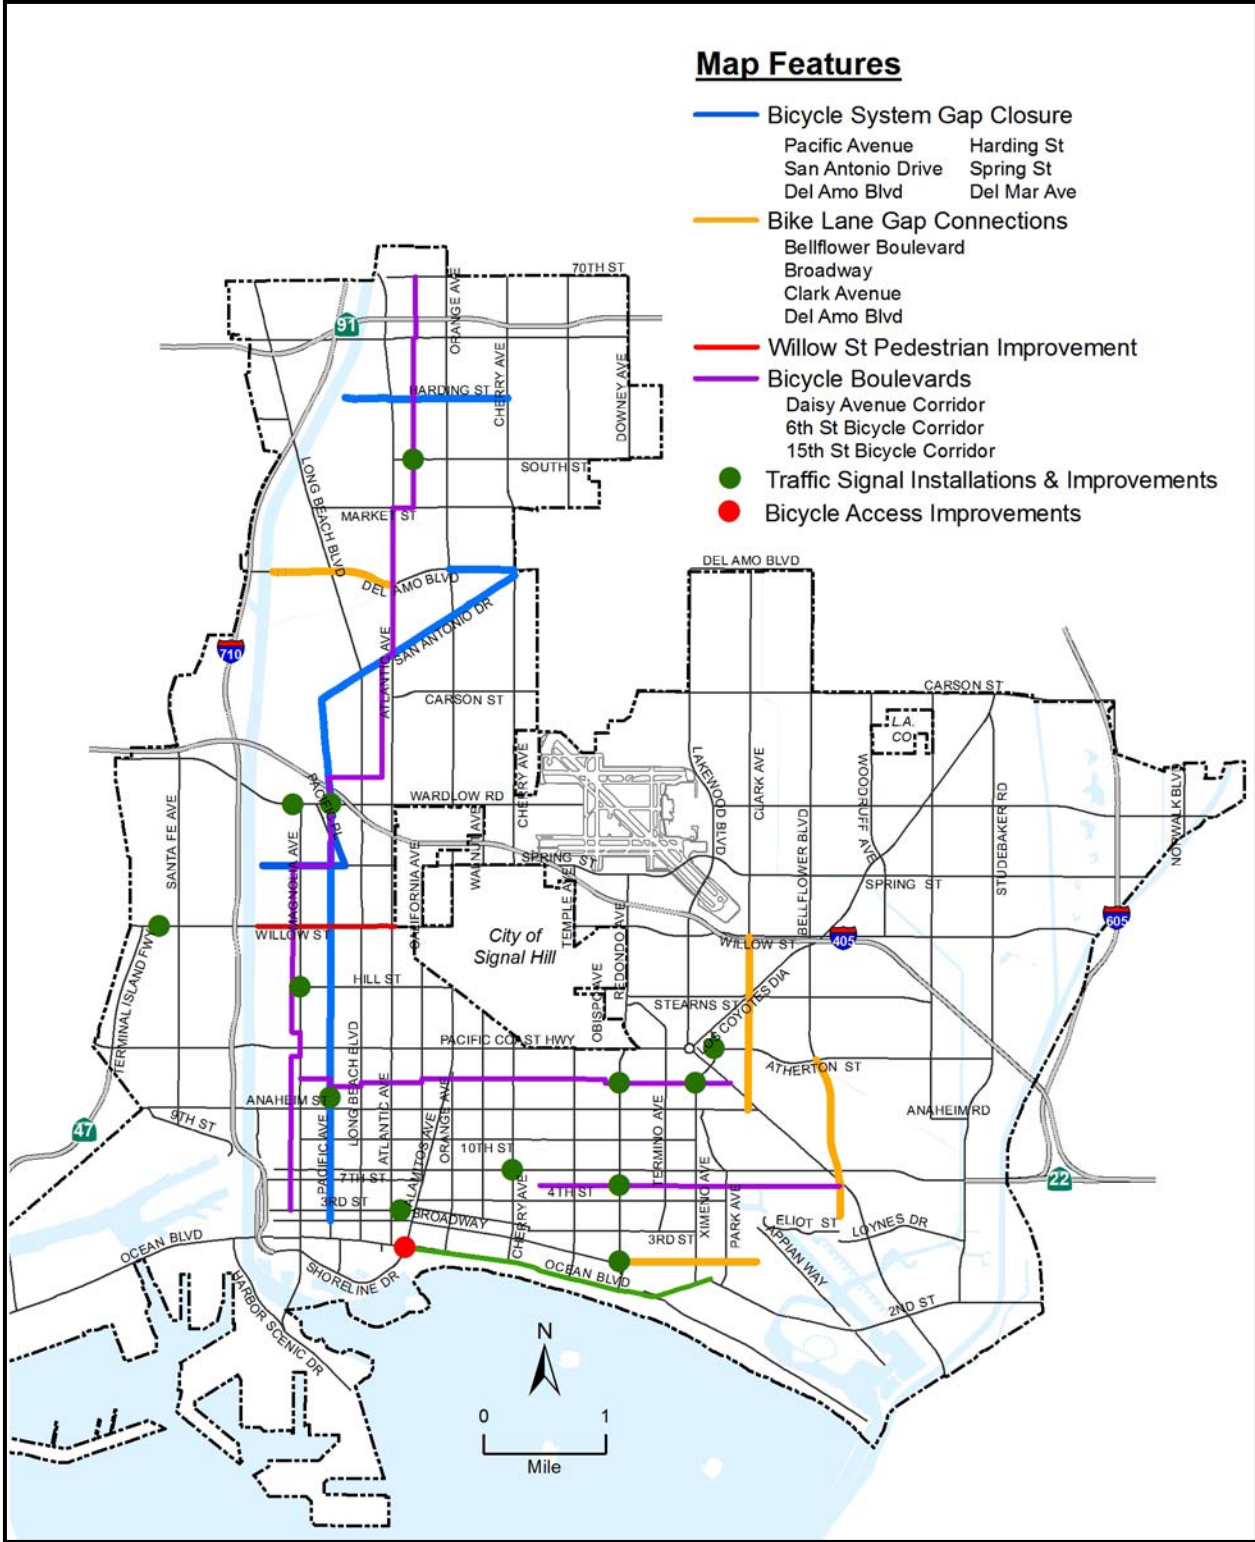 Map Features
Bicycle System Gap Closure
Pacific Avenue Harding St
San Antonio Drive Spring St
Del Amo Blvd Del Mar Ave
Bike Lane Gap Connections
Bellflower Boulevard
Broadway
Clark Avenue
Del Amo Blvd
Willow St Pedestrian Improvement
Bicycle Boulevards
Daisy Avenue Corridor
6th St Bicycle Corridor
15th St Bicycle Corridor
Traffic Signal Installations & Improvements
Bicycle Access Improvements
70TH ST
ORANGE AVE
91
CHERRY AVE
DOWNEY AVE
HARDING ST
SOUTH ST
LONG BEACH BLVD
MARKET ST
DEL AMO BLVD
DEL AMO BLVD
SAN ANTONIO DR
710
ATLANTIC AVE
CARSON ST
CARSON ST
L.A.
CO
LAKEWOOD BLVD
CLARK AVE
WOODRUFF AVE
STUDEBAKER RD
NORWALK BLVD
CHERRY AVE
PACIFIC PL
WARDLOW RD
SANTA FE AVE
MAGNOLIA AVE
CALIFORNIA AVE
WALNUT AVE
SPRING ST
TEMPLE AVE
BELLFLOWER BLVD
SPRING ST
605
WILLOW ST
City of
Signal Hill
REDONDO AVE
WILLOW ST
405
TERMINAL ISLAND FWY
HILL ST
OBISPO AVE
STEARNS ST
LOS COYOTES DIA
LONG BEACH BLVD
PACIFIC COAST HWY
ATHERTON ST
47
ANAHEIM ST
9TH ST
ATLANTIC AVE
ALAMITOS AVE
ORANGE AVE
TERMINO AVE
ANAHEIM RD
PACIFIC AVE
10TH ST
7TH ST
4TH ST
22
3RD ST
BROADWAY
CHERRY AVE
XIMENO AVE
PARK AVE
ELIOT ST
LOYNES DR
3RD ST
APPIAN WAY
OCEAN BLVD
SHORELINE DR
OCEAN BLVD
HARBOR SCENIC DR
2ND ST
N
0 1
Mile